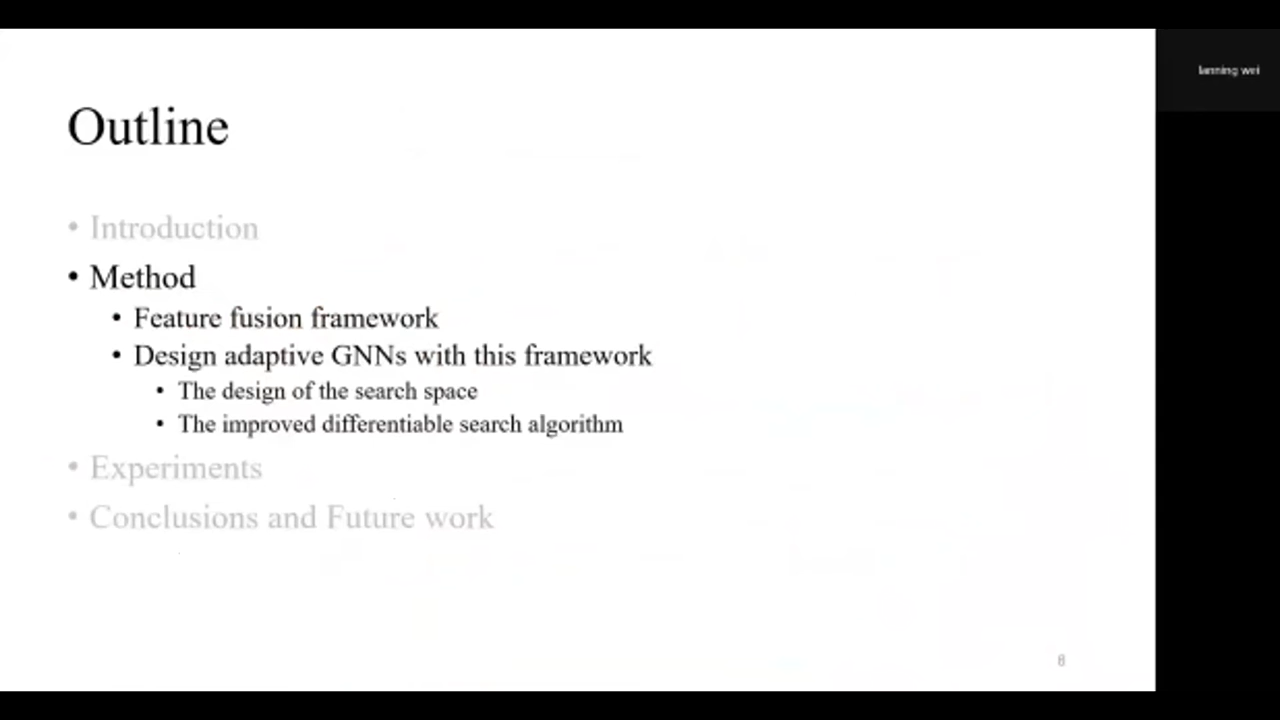 Outline
• Introduction
• Method
• Feature fusion framework
• Design adaptive GNNs with this framework
• The design of the search space
• The improved differentiable search algorithm
• Experiments
• Conclusions and Future work
lanning wei